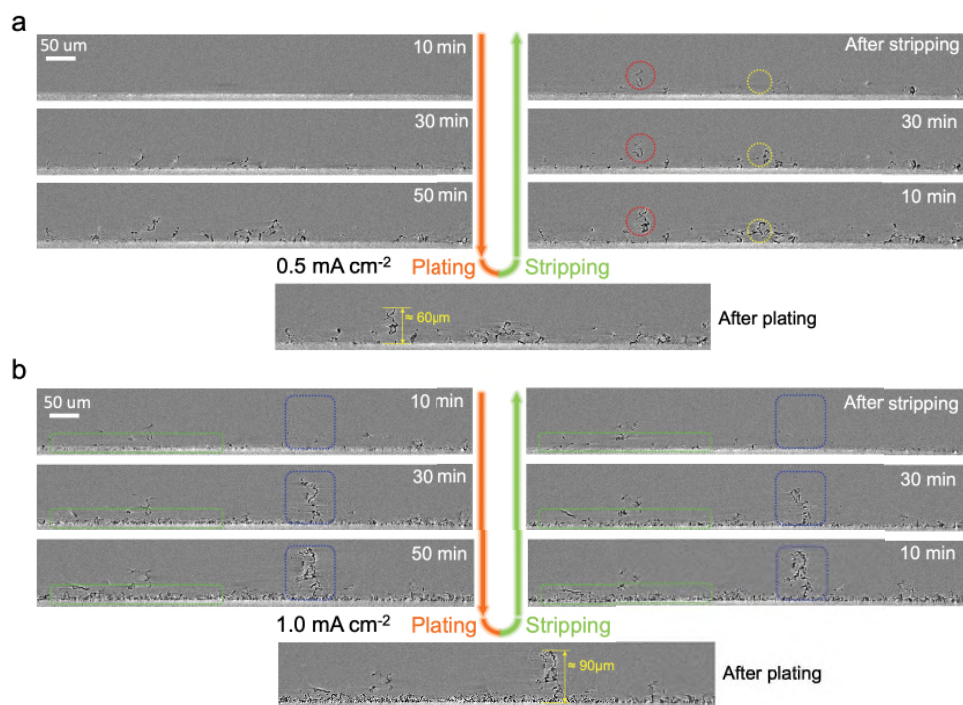 a
50 um
10 min
30 min
50 min
After stripping
30 min
10 min
0.5 mA cm-2
Plating
Stripping
≈ 60μm
After plating
b
50 um
10 min
30 min
50 min
After stripping
30 min
10 min
1.0 mA cm-2
Plating
Stripping
≈ 90μm
After plating